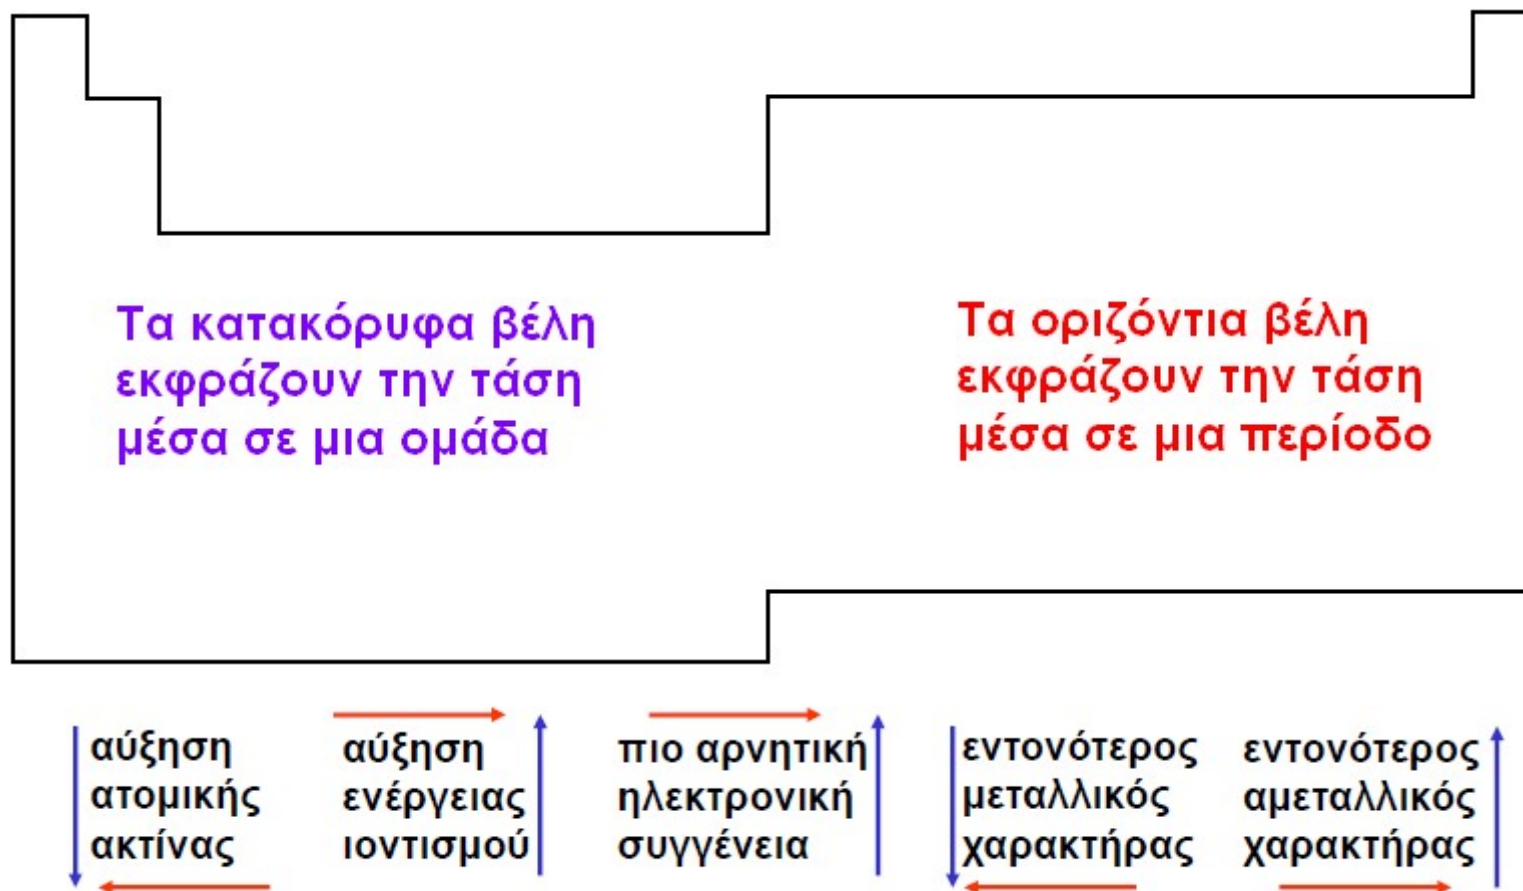 Τα κατακόρυφα βέλη
εκφράζουν την τάση
μέσα σε μια ομάδα
Τα οριζόντια βέλη
εκφράζουν την τάση
μέσα σε μια περίοδο
αύξηση
ατομικής
ακτίνας
αύξηση
ενέργειας
ιοντισμού
πιο αρνητική
ηλεκτρονική
συγγένεια
εντονότερος
μεταλλικός
χαρακτήρας
εντονότερος
αμεταλλικός
χαρακτήρας